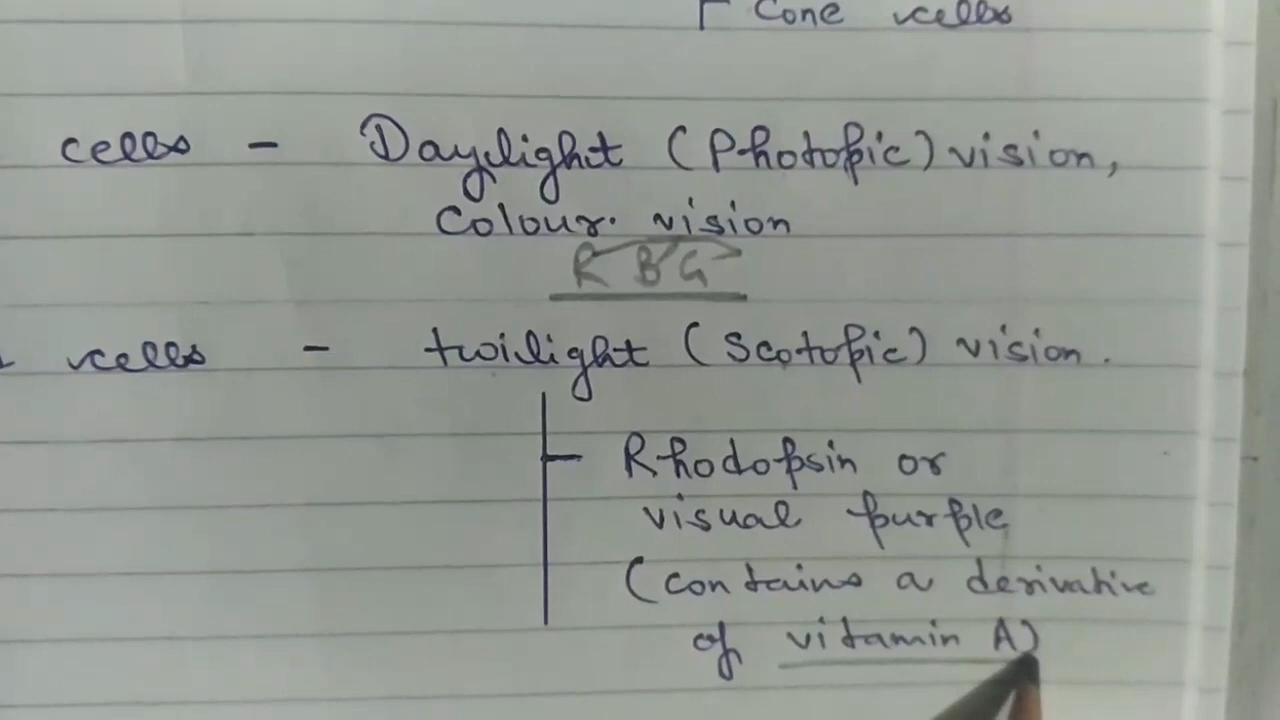 Cone cells
cells - Daylight (Photopic) vision,
Colour vision
R B G
cells - twilight (Scotopic) vision.
Rhodopsin or
visual purple
(contains a derivative
of vitamin A)